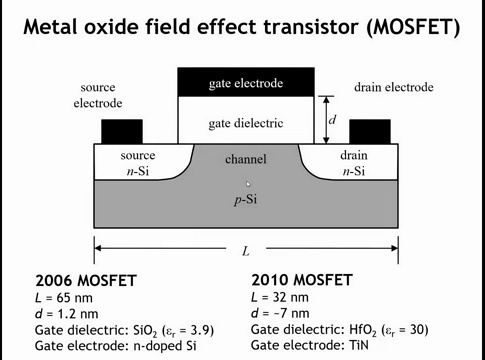 Metal oxide field effect transistor (MOSFET)
source
electrode
gate electrode
drain electrode
gate dielectric
d
source
n-Si
channel
drain
n-Si
p-Si
L
2006 MOSFET
L = 65 nm
d = 1.2 nm
Gate dielectric: SiO₂ (εᵣ = 3.9)
Gate electrode: n-doped Si
2010 MOSFET
L = 32 nm
d = ~7 nm
Gate dielectric: HfO₂ (εᵣ = 30)
Gate electrode: TiN